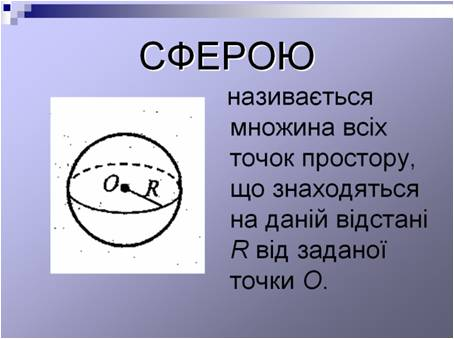 СФЕРОЮ
називається
множина всіх
точок простору,
що знаходяться
на даній відстані
R від заданої
точки O.
O R